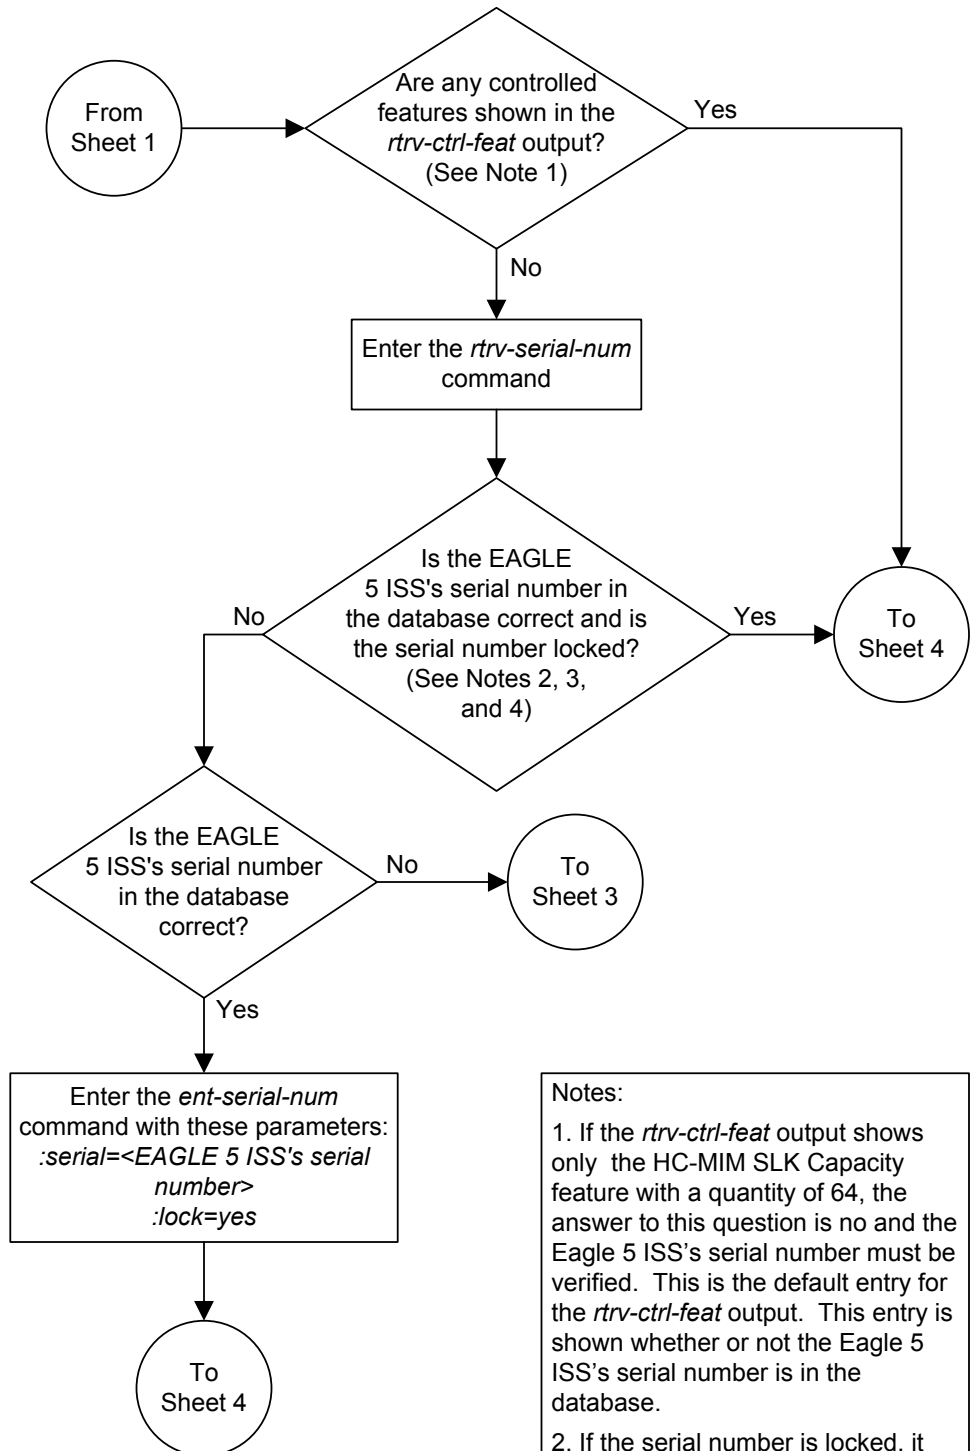 From
Sheet 1
Are any controlled
features shown in the
rtrv-ctrl-feat output?
(See Note 1)
Yes
No
Enter the rtrv-serial-num
command
Is the EAGLE
5 ISS's serial number in
the database correct and is
the serial number locked?
(See Notes 2, 3,
and 4)
No
Yes
To
Sheet 4
Is the EAGLE
5 ISS's serial number
in the database
correct?
No
To
Sheet 3
Yes
Enter the ent-serial-num
command with these parameters:
:serial=<EAGLE 5 ISS's serial
number>
:lock=yes
To
Sheet 4
Notes:
1. If the rtrv-ctrl-feat output shows
only  the HC-MIM SLK Capacity
feature with a quantity of 64, the
answer to this question is no and the
Eagle 5 ISS’s serial number must be
verified.  This is the default entry for
the rtrv-ctrl-feat output.  This entry is
shown whether or not the Eagle 5
ISS’s serial number is in the
database.
2. If the serial number is locked, it